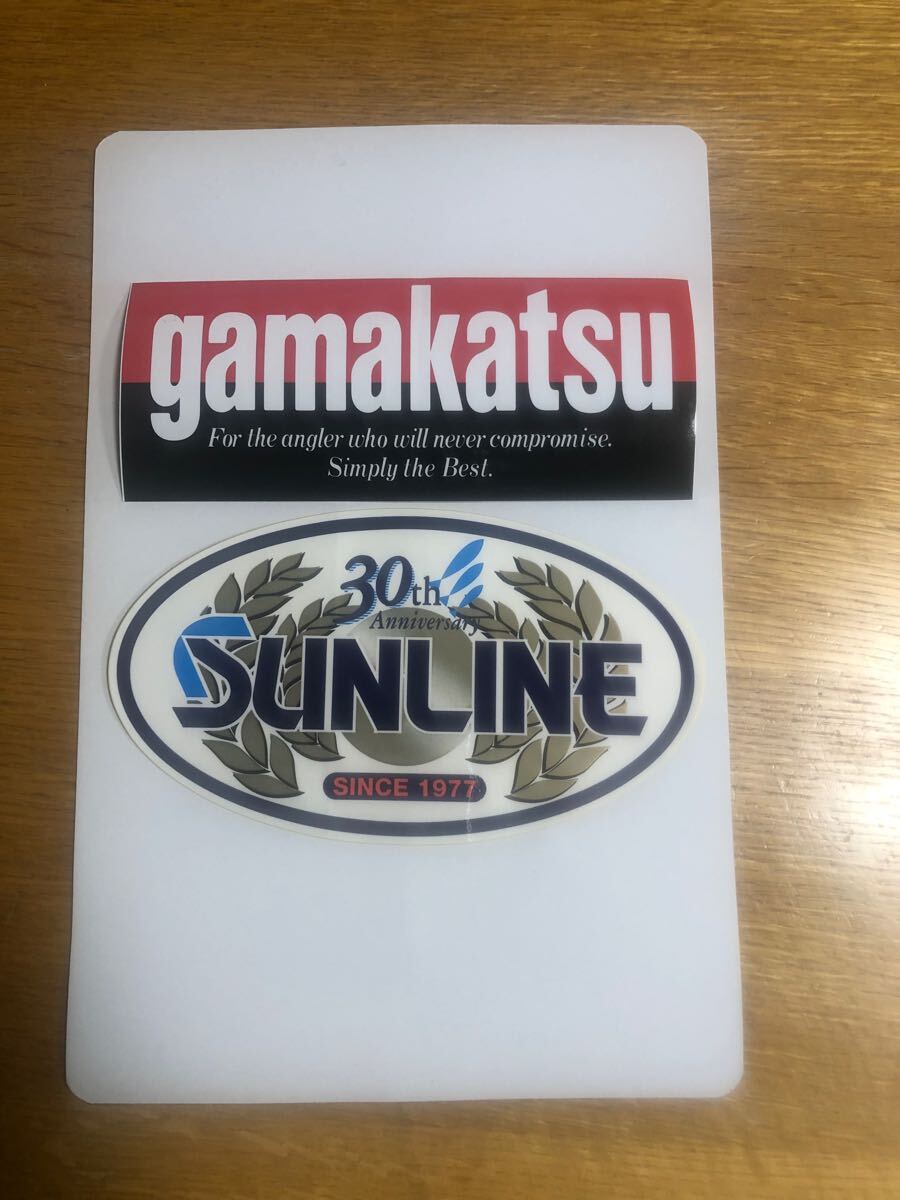 gamakatsu
For the angler who will never compromise.
Simply the Best.
30th
Anniversary
SUNLINE
SINCE 1977